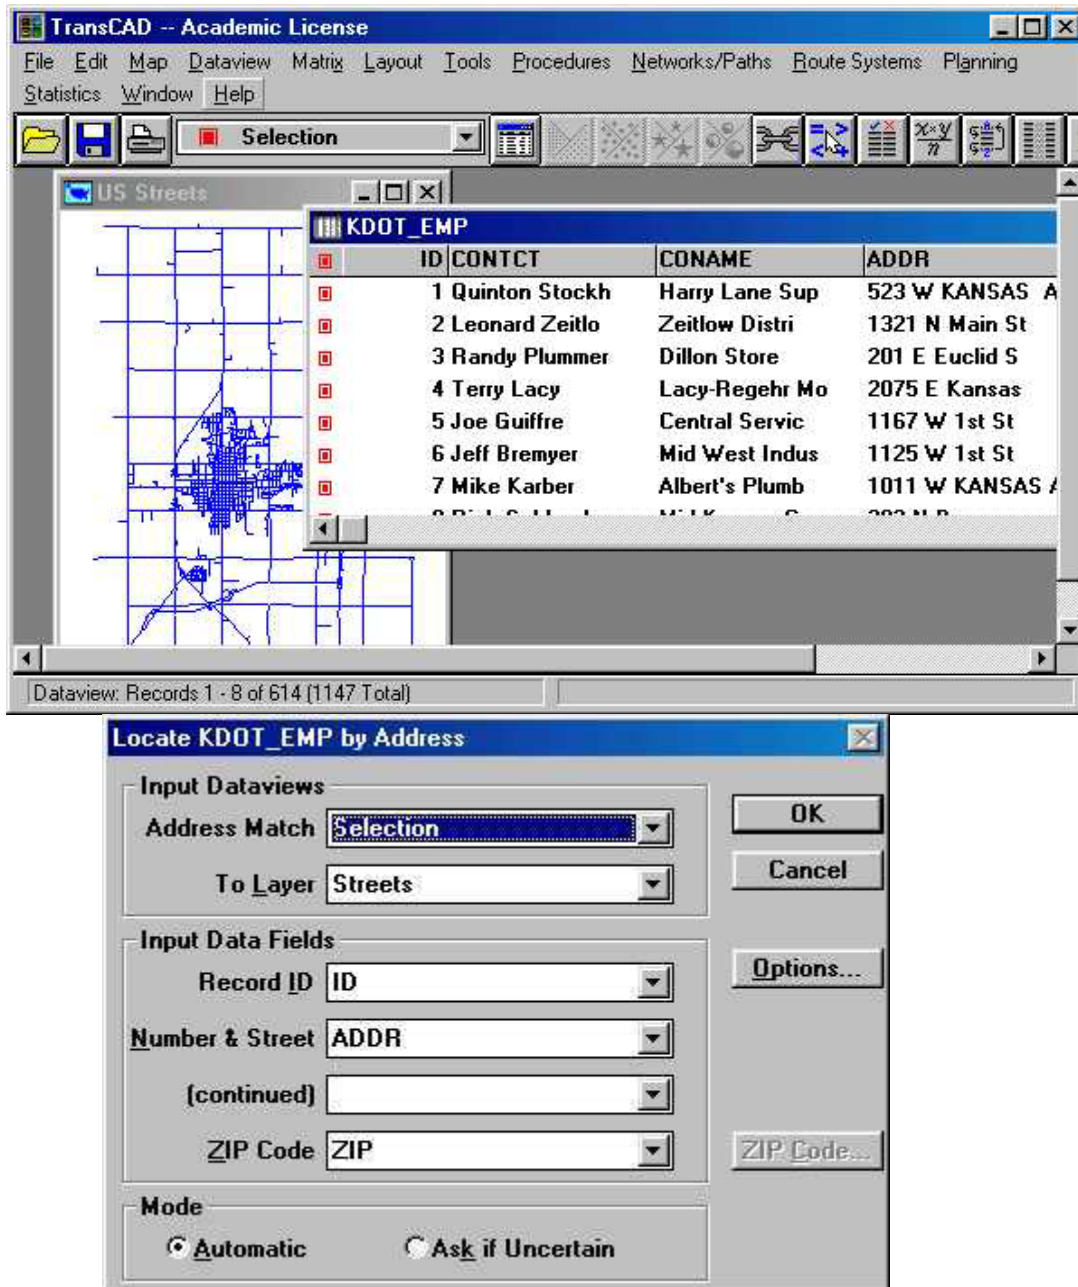 TransCAD -- Academic License
File Edit Map Dataview Matrix Layout Tools Procedures Networks/Paths Route Systems Planning
Statistics Window Help
Selection
US Streets
KDOT_EMP
ID CONTCT CONAME ADDR
1 Quinton Stockh Harry Lane Sup 523 W KANSAS A
2 Leonard Zeitlo Zeitlow Distri 1321 N Main St
3 Randy Plummer Dillon Store 201 E Euclid S
4 Terry Lacy Lacy-Regehr Mo 2075 E Kansas
5 Joe Guiffre Central Servic 1167 W 1st St
6 Jeff Bremyer Mid West Indus 1125 W 1st St
7 Mike Karber Albert's Plumb 1011 W KANSAS A
Dataview: Records 1 - 8 of 614 (1147 Total)
Locate KDOT_EMP by Address
Input Dataviews
Address Match Selection
OK
To Layer Streets
Cancel
Input Data Fields
Record ID ID
Options...
Number & Street ADDR
(continued)
ZIP Code ZIP
ZIP Code...
Mode
Automatic Ask if Uncertain